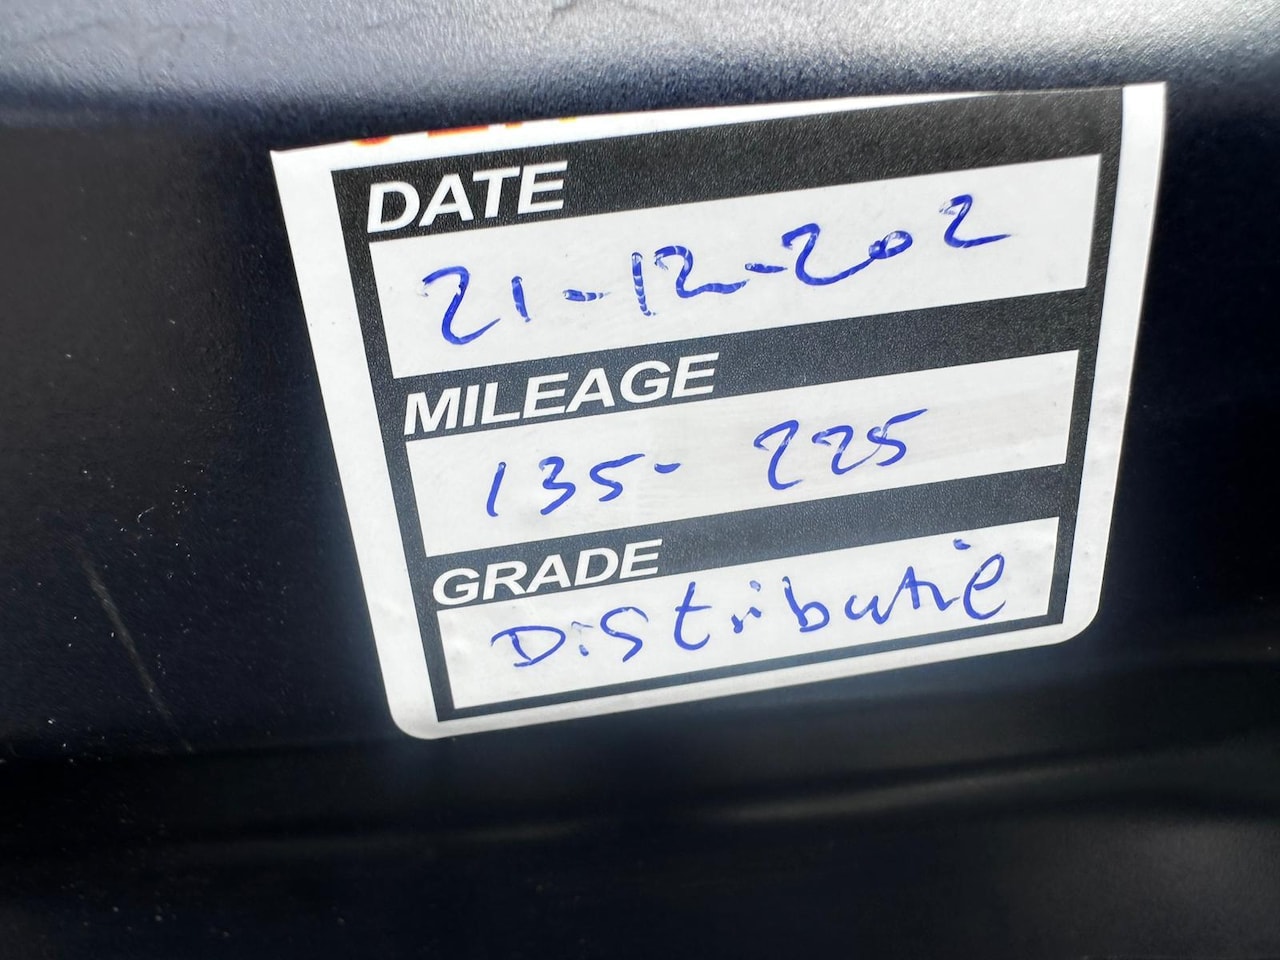 DATE
21-12-202
MILEAGE
135- 225
GRADE
Distributie